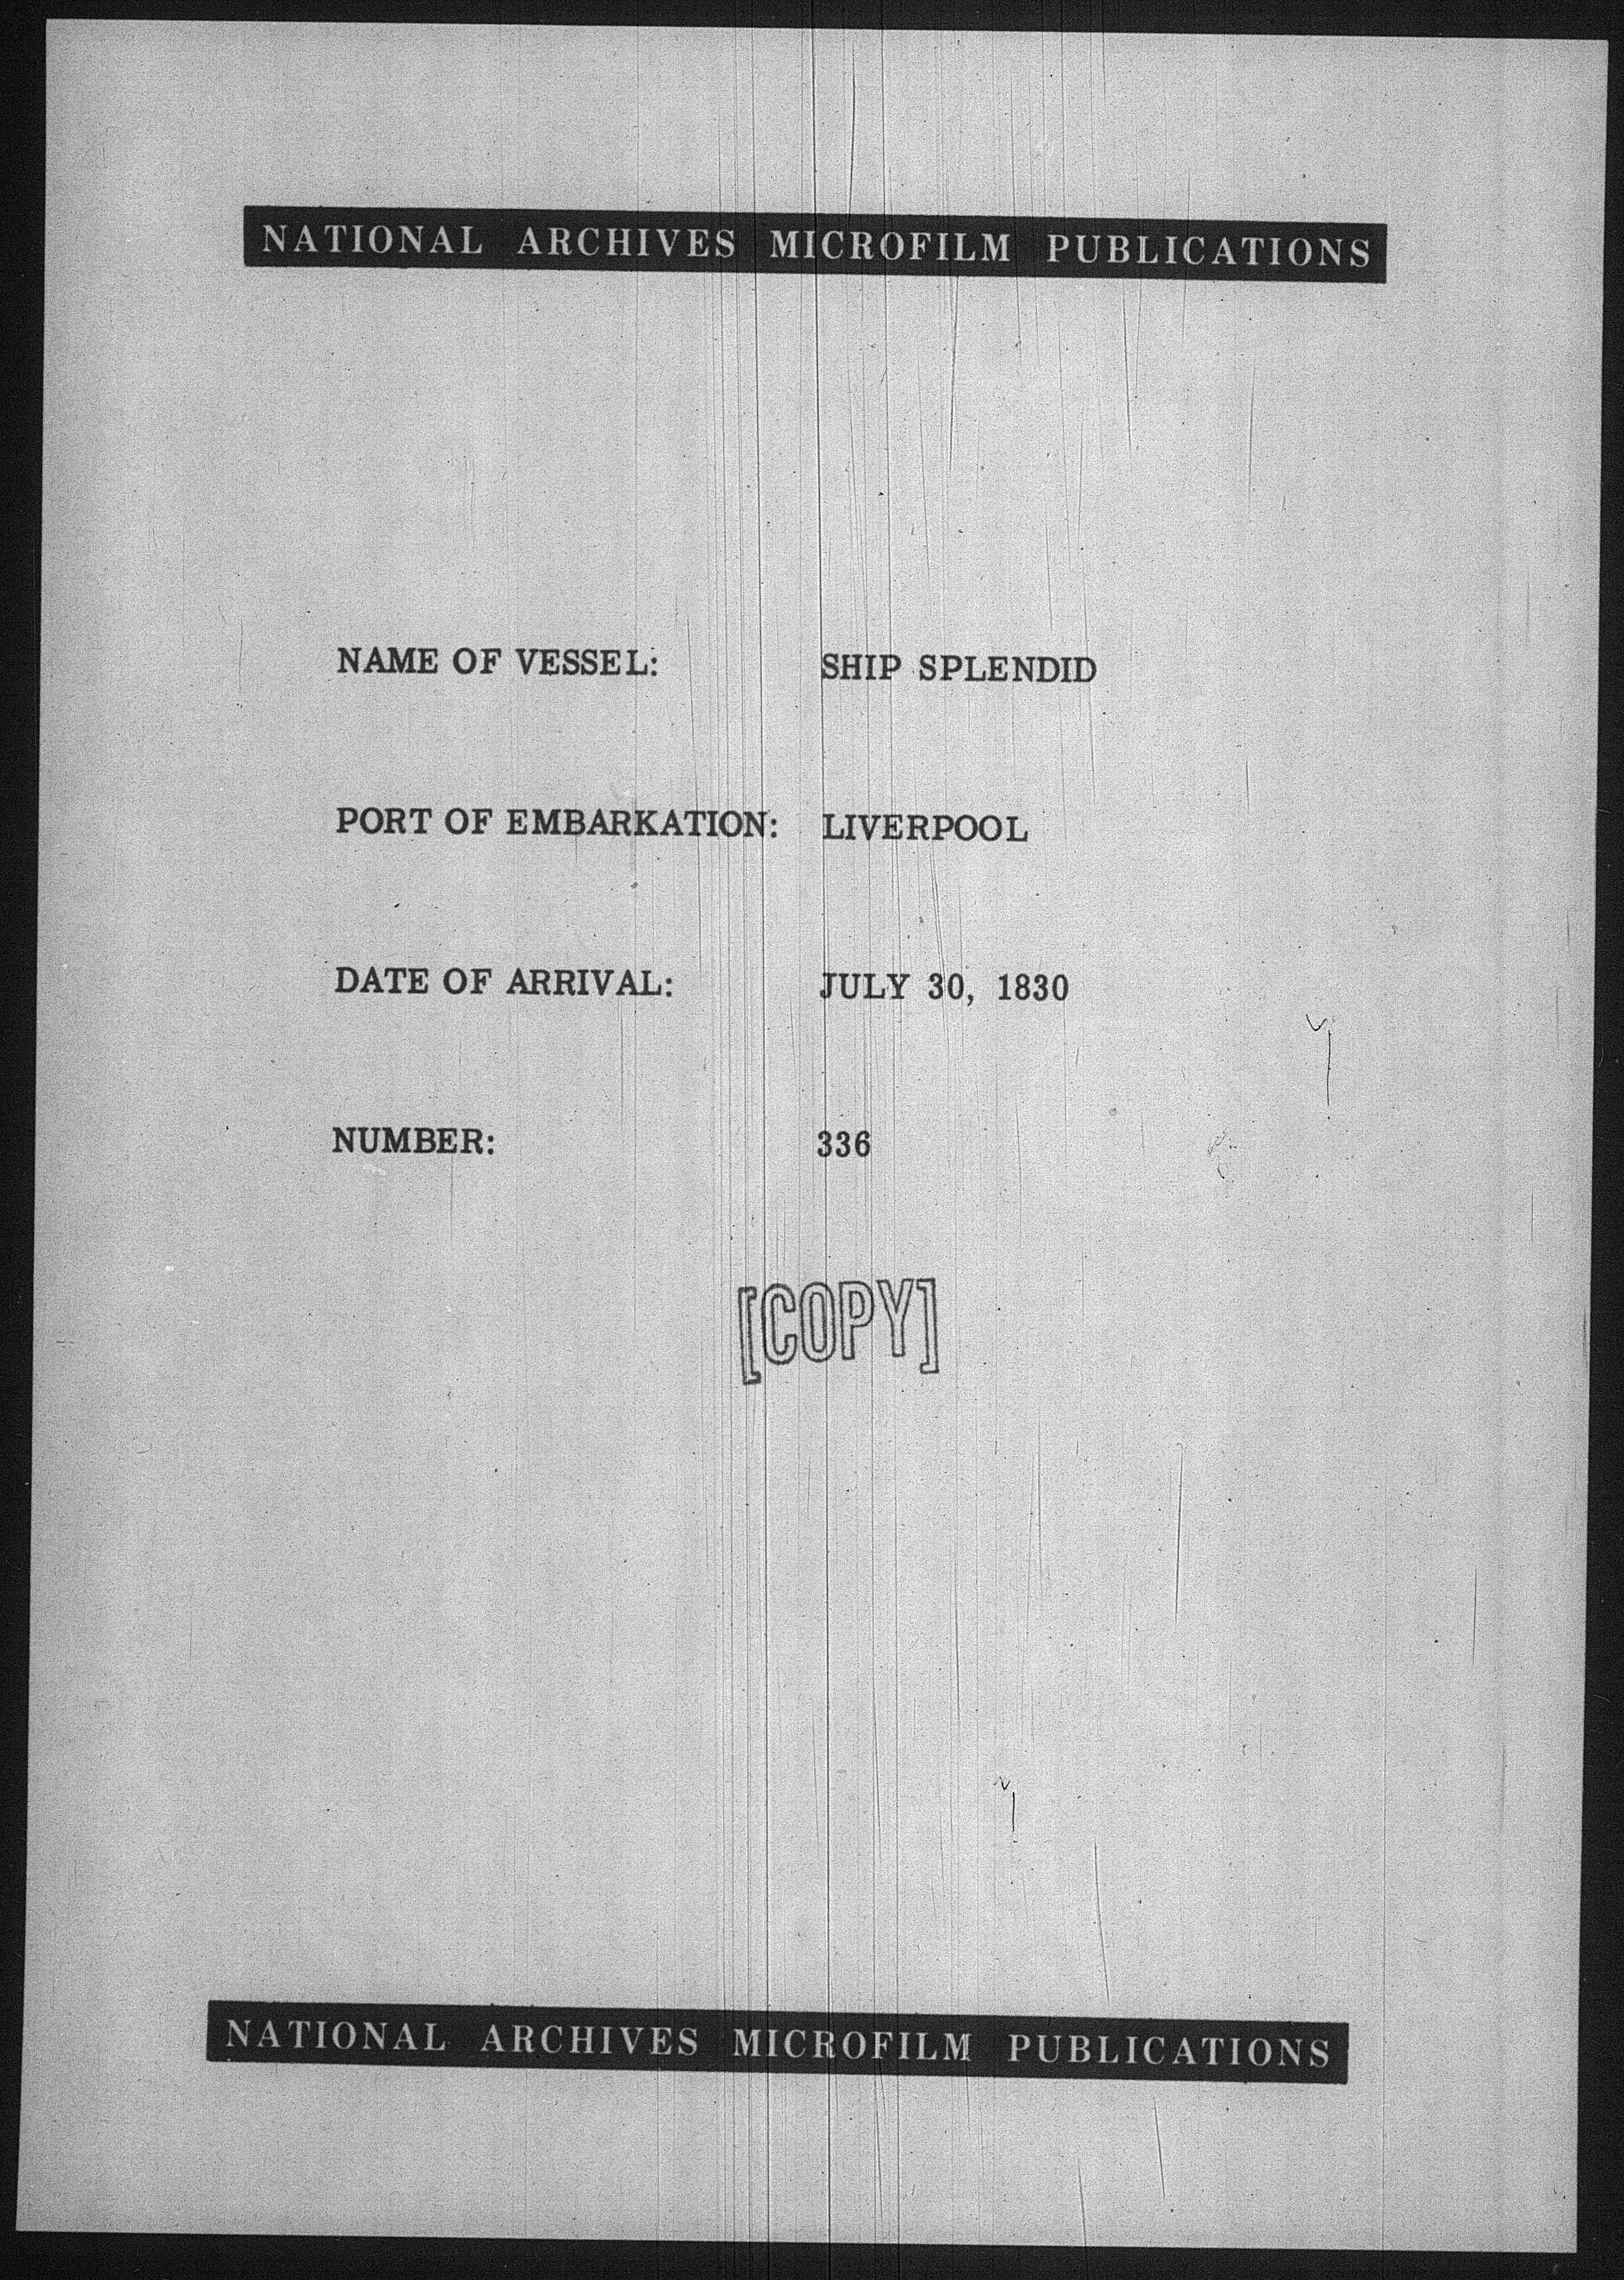 NATIONAL ARCHIVES MICROFILM PUBLICATIONS
NAME OF VESSEL: SHIP SPLENDID
PORT OF EMBARKATION: LIVERPOOL
DATE OF ARRIVAL: JULY 30, 1830
NUMBER: 336
[COPY]
NATIONAL ARCHIVES MICROFILM PUBLICATIONS